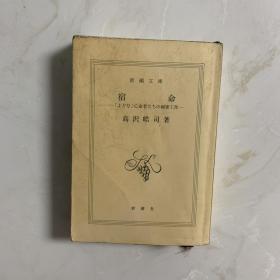 新潮文庫
宿命
―「よど号」亡命者たちの秘密工作―
高沢皓司著
新潮社